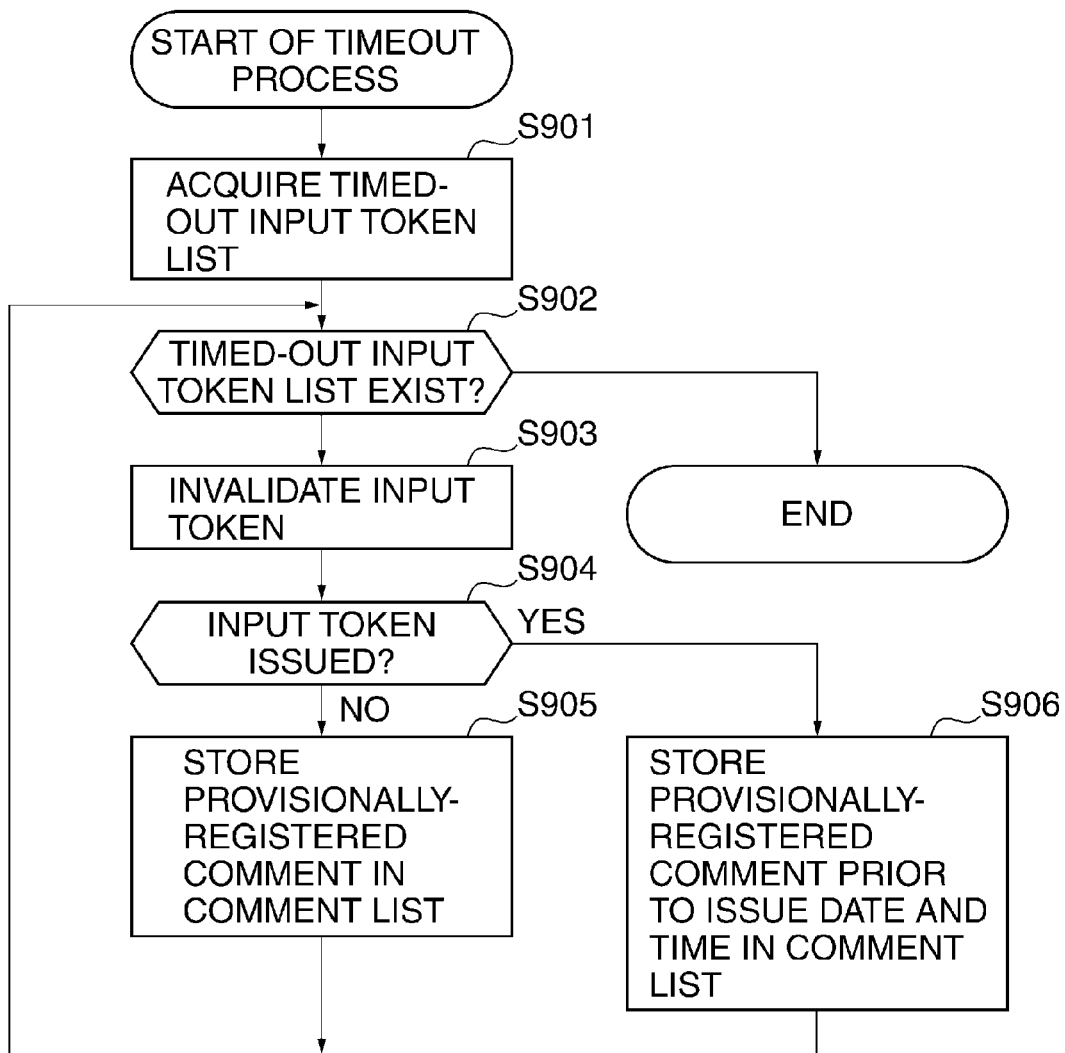 START OF TIMEOUT
PROCESS
S901
ACQUIRE TIMED-
OUT INPUT TOKEN
LIST
S902
TIMED-OUT INPUT
TOKEN LIST EXIST?
S903
INVALIDATE INPUT
TOKEN
END
S904
INPUT TOKEN
ISSUED?
YES
NO
S905
STORE
PROVISIONALLY-
REGISTERED
COMMENT IN
COMMENT LIST
S906
STORE
PROVISIONALLY-
REGISTERED
COMMENT PRIOR
TO ISSUE DATE AND
TIME IN COMMENT
LIST